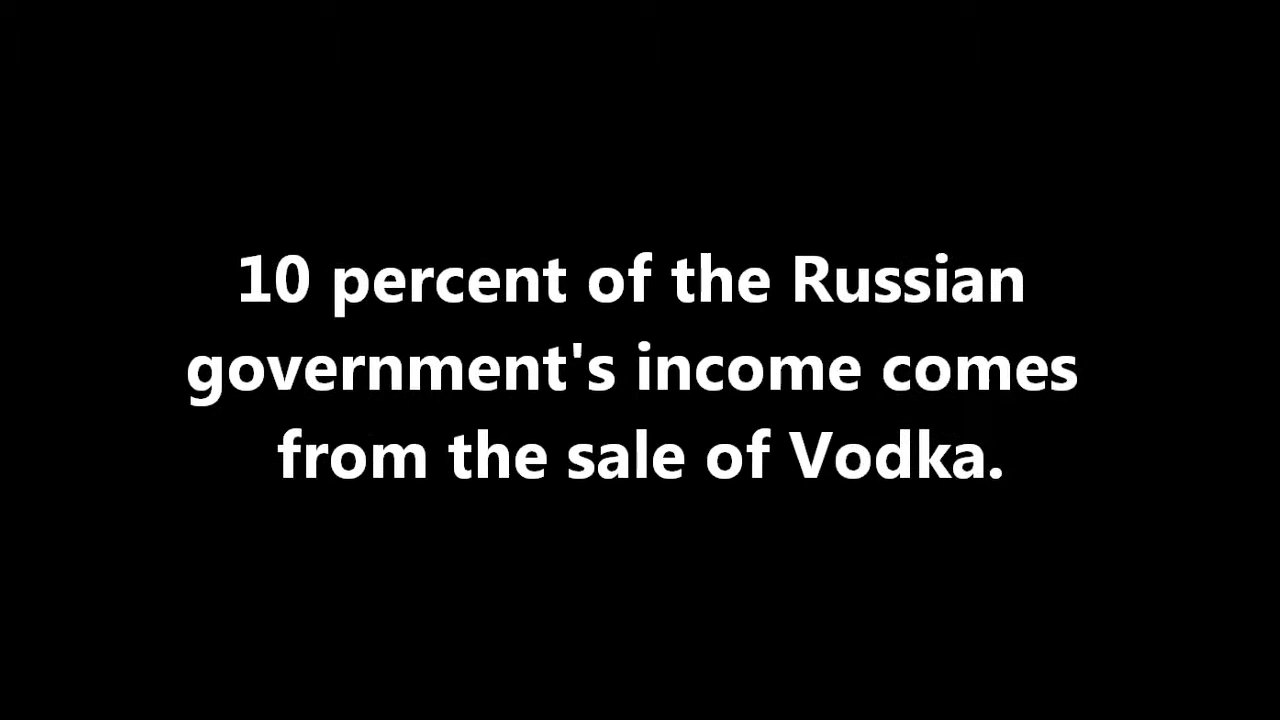 10 percent of the Russian
government's income comes
from the sale of Vodka.